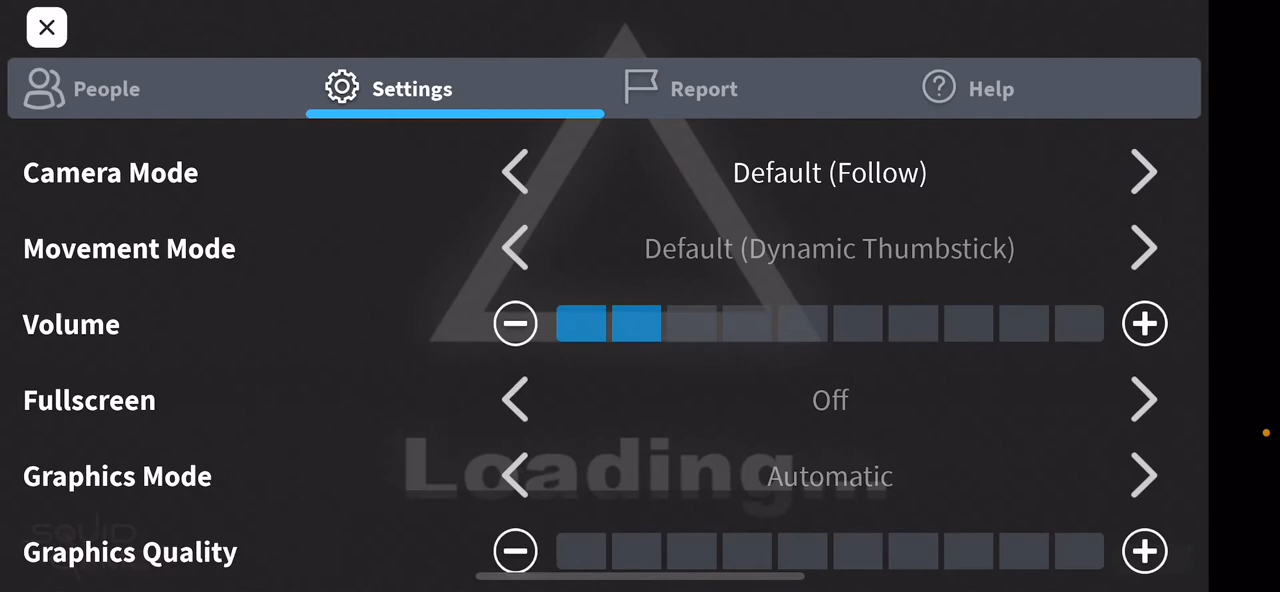 People
Settings
Report
Help
Camera Mode
Default (Follow)
Movement Mode
Default (Dynamic Thumbstick)
Volume
Fullscreen
Off
Loading...
Graphics Mode
Automatic
SQUID
Graphics Quality